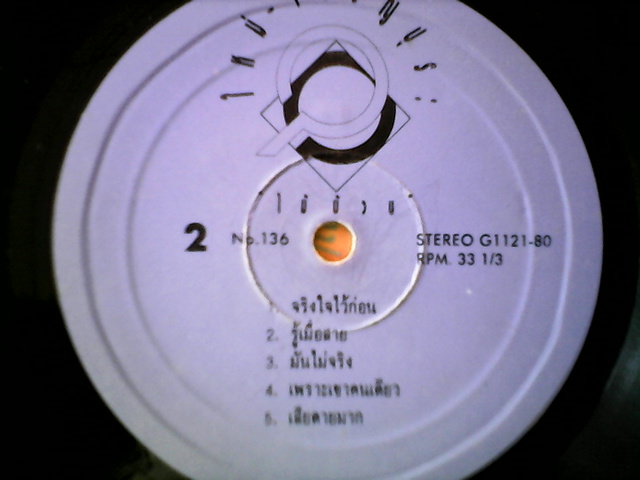 2
No.136
STEREO G1121-80
RPM. 33 1/3
1. จริงใจไว้ก่อน
2. รู้เมื่อสาย
3. มันไม่จริง
4. เพราะเขาคนเดียว
5. เสียดายมาก